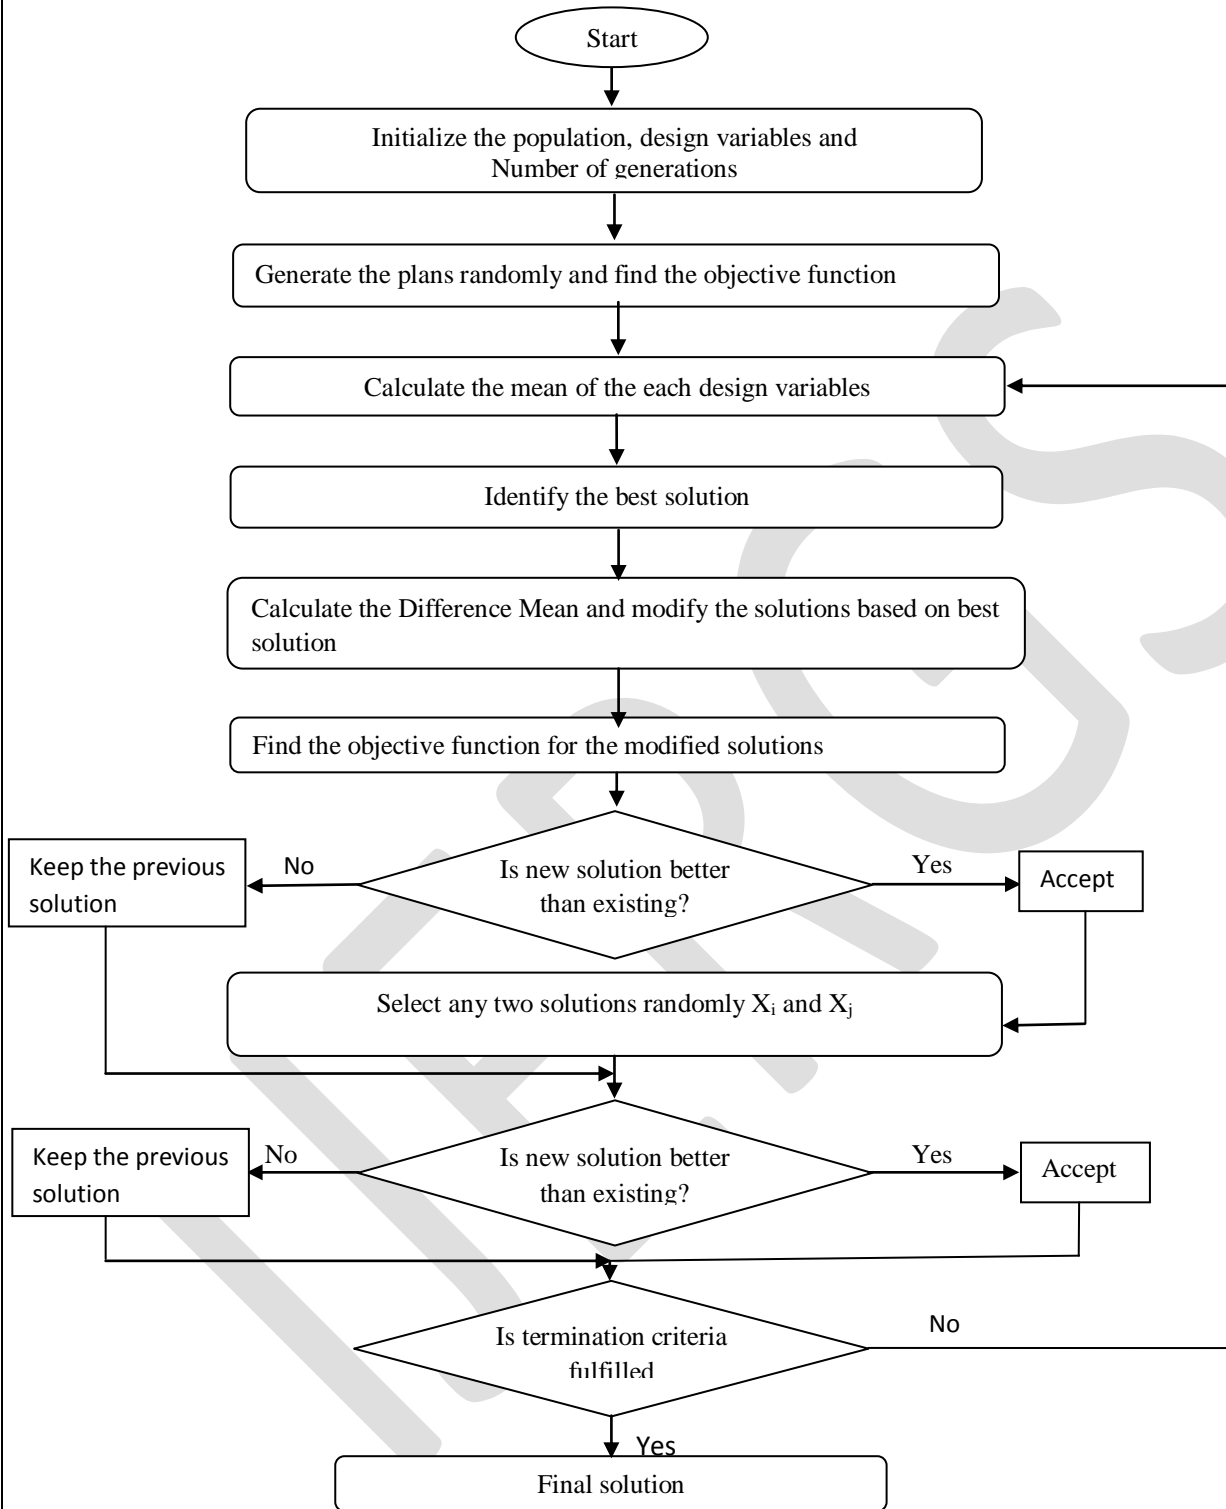 Start
Initialize the population, design variables and
Number of generations
Generate the plans randomly and find the objective function
Calculate the mean of the each design variables
Identify the best solution
Calculate the Difference Mean and modify the solutions based on best
solution
Find the objective function for the modified solutions
Keep the previous
solution
No
Is new solution better
than existing?
Yes
Accept
Select any two solutions randomly Xᵢ and Xⱼ
Keep the previous
solution
No
Is new solution better
than existing?
Yes
Accept
Is termination criteria
fulfilled
No
Yes
Final solution